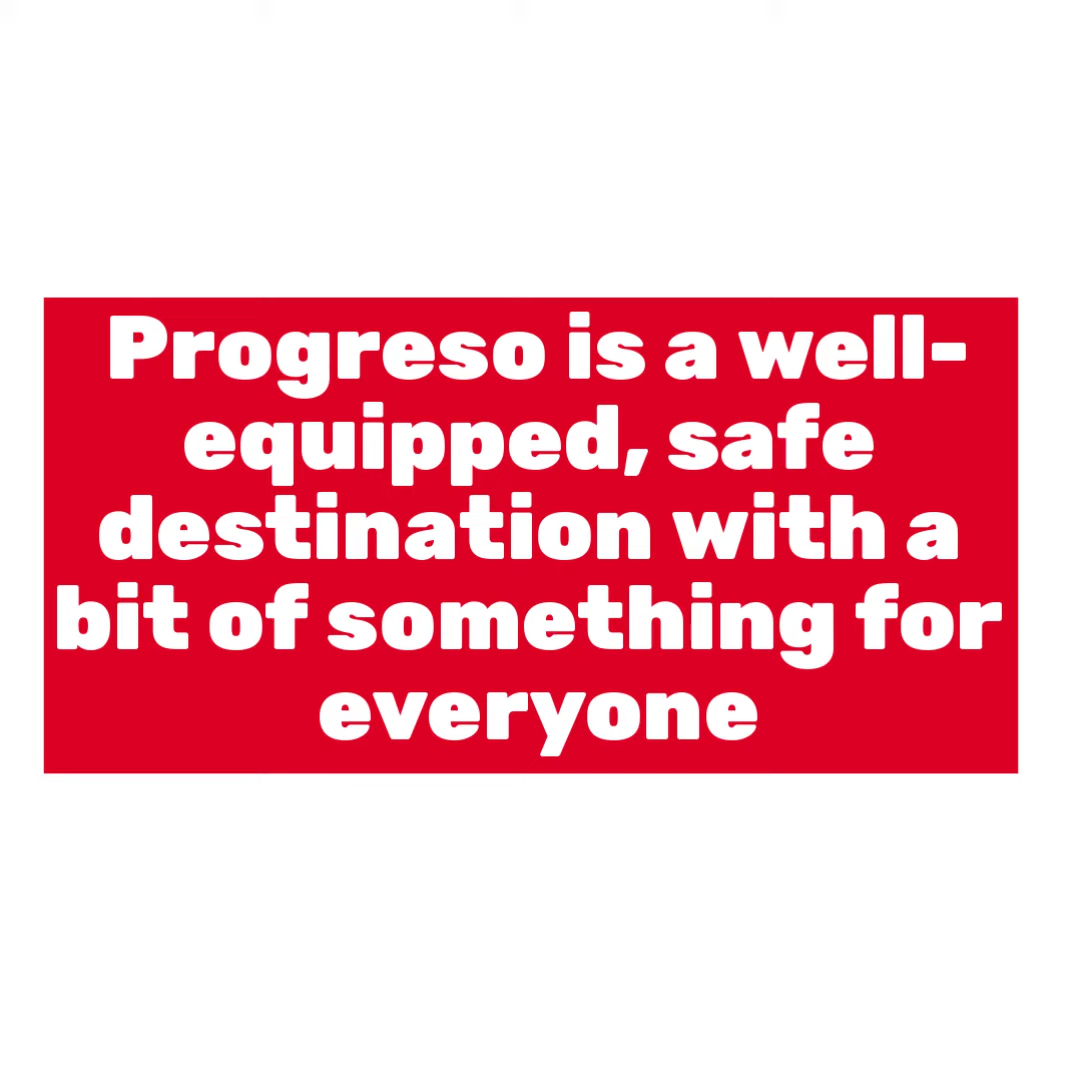 Progreso is a well-
equipped, safe
destination with a
bit of something for
everyone